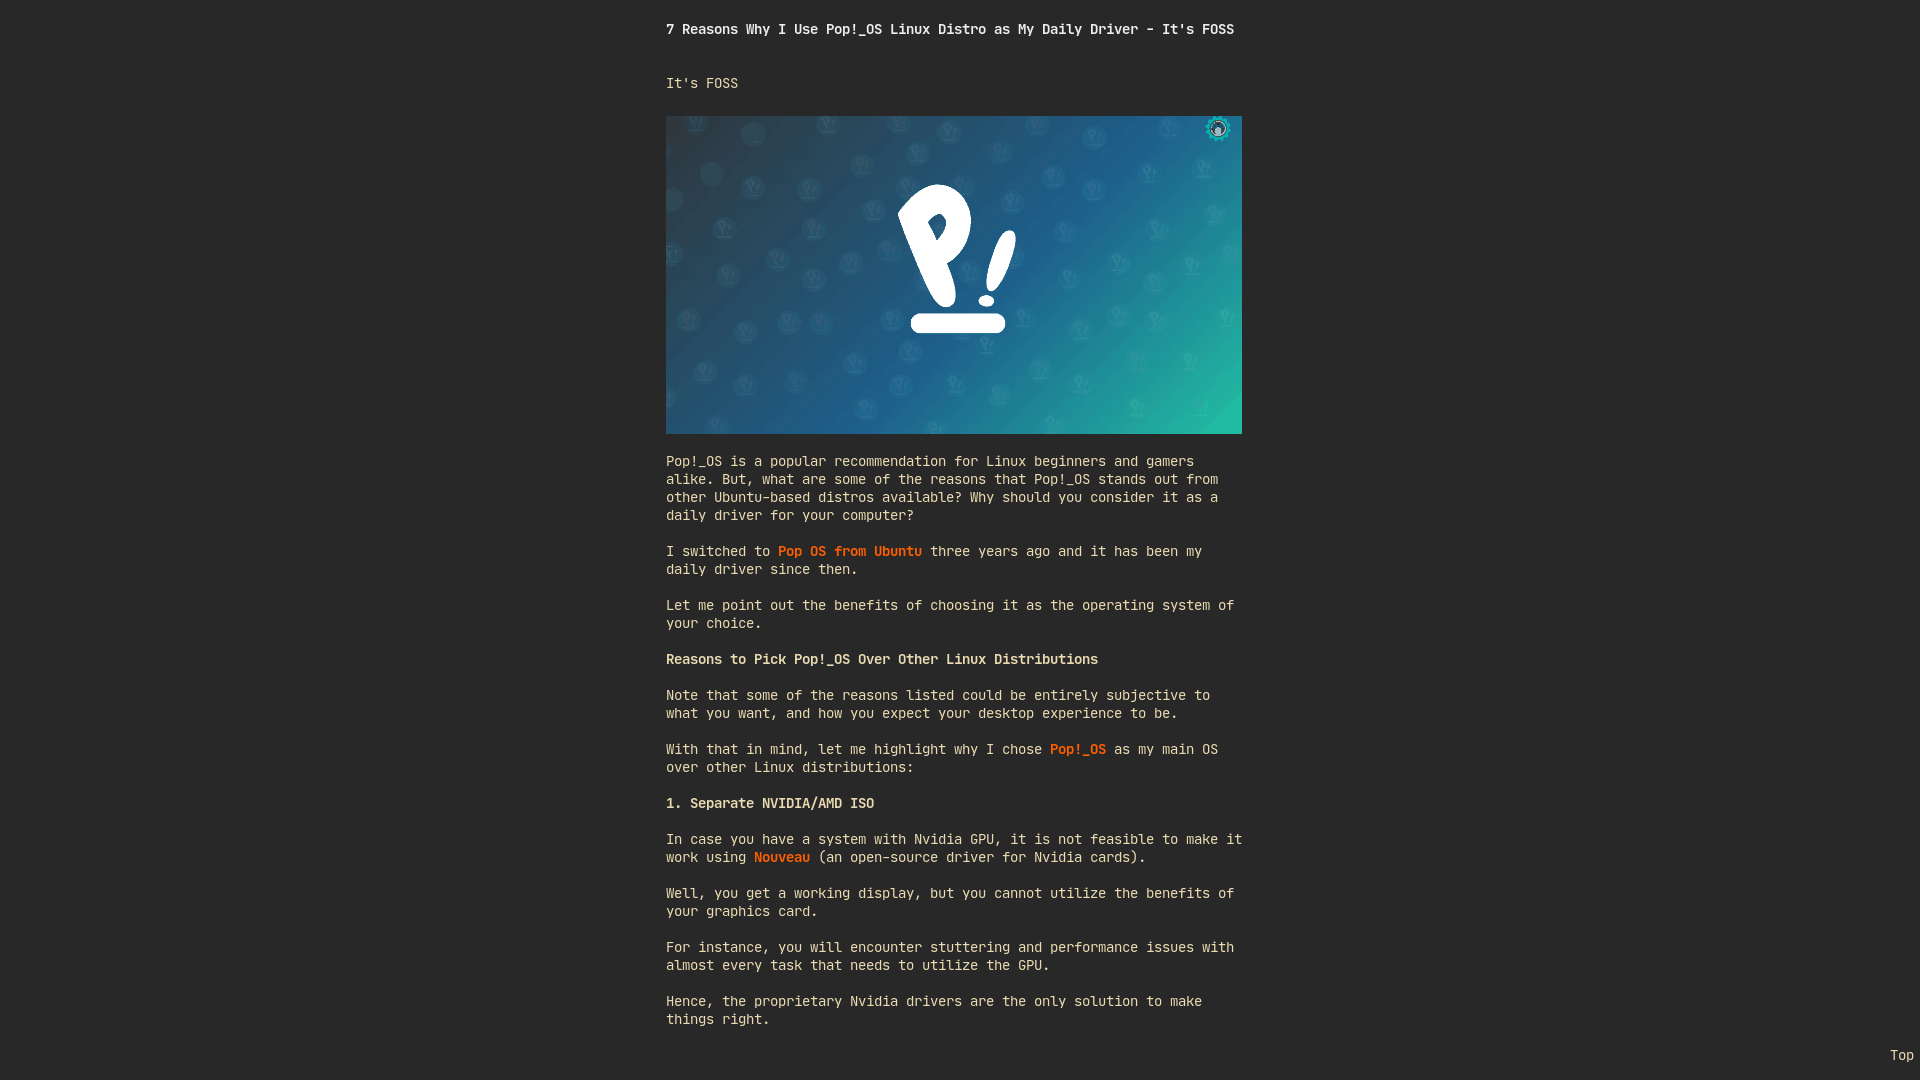 7 Reasons Why I Use Pop!_OS Linux Distro as My Daily Driver - It's FOSS
It's FOSS
P!
Pop!_OS is a popular recommendation for Linux beginners and gamers
alike. But, what are some of the reasons that Pop!_OS stands out from
other Ubuntu-based distros available? Why should you consider it as a
daily driver for your computer?
I switched to Pop OS from Ubuntu three years ago and it has been my
daily driver since then.
Let me point out the benefits of choosing it as the operating system of
your choice.
Reasons to Pick Pop!_OS Over Other Linux Distributions
Note that some of the reasons listed could be entirely subjective to
what you want, and how you expect your desktop experience to be.
With that in mind, let me highlight why I chose Pop!_OS as my main OS
over other Linux distributions:
1. Separate NVIDIA/AMD ISO
In case you have a system with Nvidia GPU, it is not feasible to make it
work using Nouveau (an open-source driver for Nvidia cards).
Well, you get a working display, but you cannot utilize the benefits of
your graphics card.
For instance, you will encounter stuttering and performance issues with
almost every task that needs to utilize the GPU.
Hence, the proprietary Nvidia drivers are the only solution to make
things right.
Top